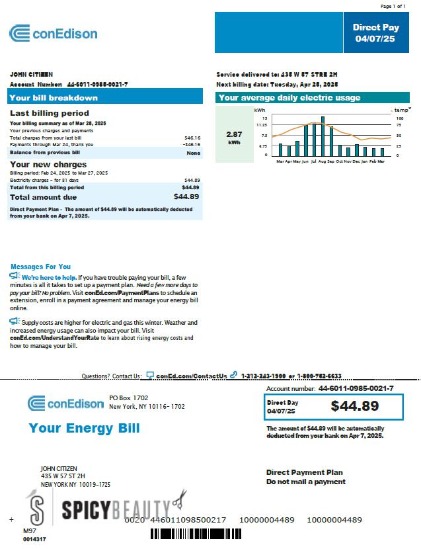 Page 1 of 1
conEdison
Direct Pay
04/07/25
JOHN CITIZEN
Account Number: 44-6011-0985-0021-7
Service delivered to: 435 W 57 STRE 2H
Next billing date: Tuesday, Apr 25, 2025
Your bill breakdown
Your average daily electric usage
Last billing period
Your billing summary as of Mar 28, 2025
Your previous charges and payments
Total charges from your last bill $46.16
Payments through Mar 24, thank you -$46.16
Balance from previous bill None
Your new charges
Billing period: Feb 24, 2025 to Mar 27, 2025
Electricity charges - for 31 days $44.89
Total from this billing period $44.89
Total amount due $44.89
Direct Payment Plan - The amount of $44.89 will be automatically deducted
from your bank on Apr 7, 2025.
2.87
kWh
kWh
temp°
Mar Apr May Jun Jul Aug Sep Oct Nov Dec Jan Feb Mar
Messages For You
We're here to help. If you have trouble paying your bill, a few
minutes is all it takes to set up a payment plan. Need a few more days to
pay your bill? No problem. Visit conEd.com/PaymentPlans to schedule an
extension, enroll in a payment agreement and manage your energy bill
online.
Supply costs are higher for electric and gas this winter. Weather and
increased energy usage can also impact your bill. Visit
conEd.com/UnderstandYourRate to learn about rising energy costs and
how to manage your bill.
Questions? Contact Us: conEd.com/ContactUs 1-212-243-1900 or 1-800-752-6633
conEdison
PO Box 1702
New York, NY 10116-1702
Account number: 44-6011-0985-0021-7
Direct Day
04/07/25
$44.89
Your Energy Bill
The amount of $44.89 will be automatically
deducted from your bank on Apr 7, 2025.
JOHN CITIZEN
435 W 57 ST 2H
NEW YORK NY 10019-1725
Direct Payment Plan
Do not mail a payment
SPICYBEAUTY
+ 0020 446011098500217 10000004489 10000004489
M97
0014317